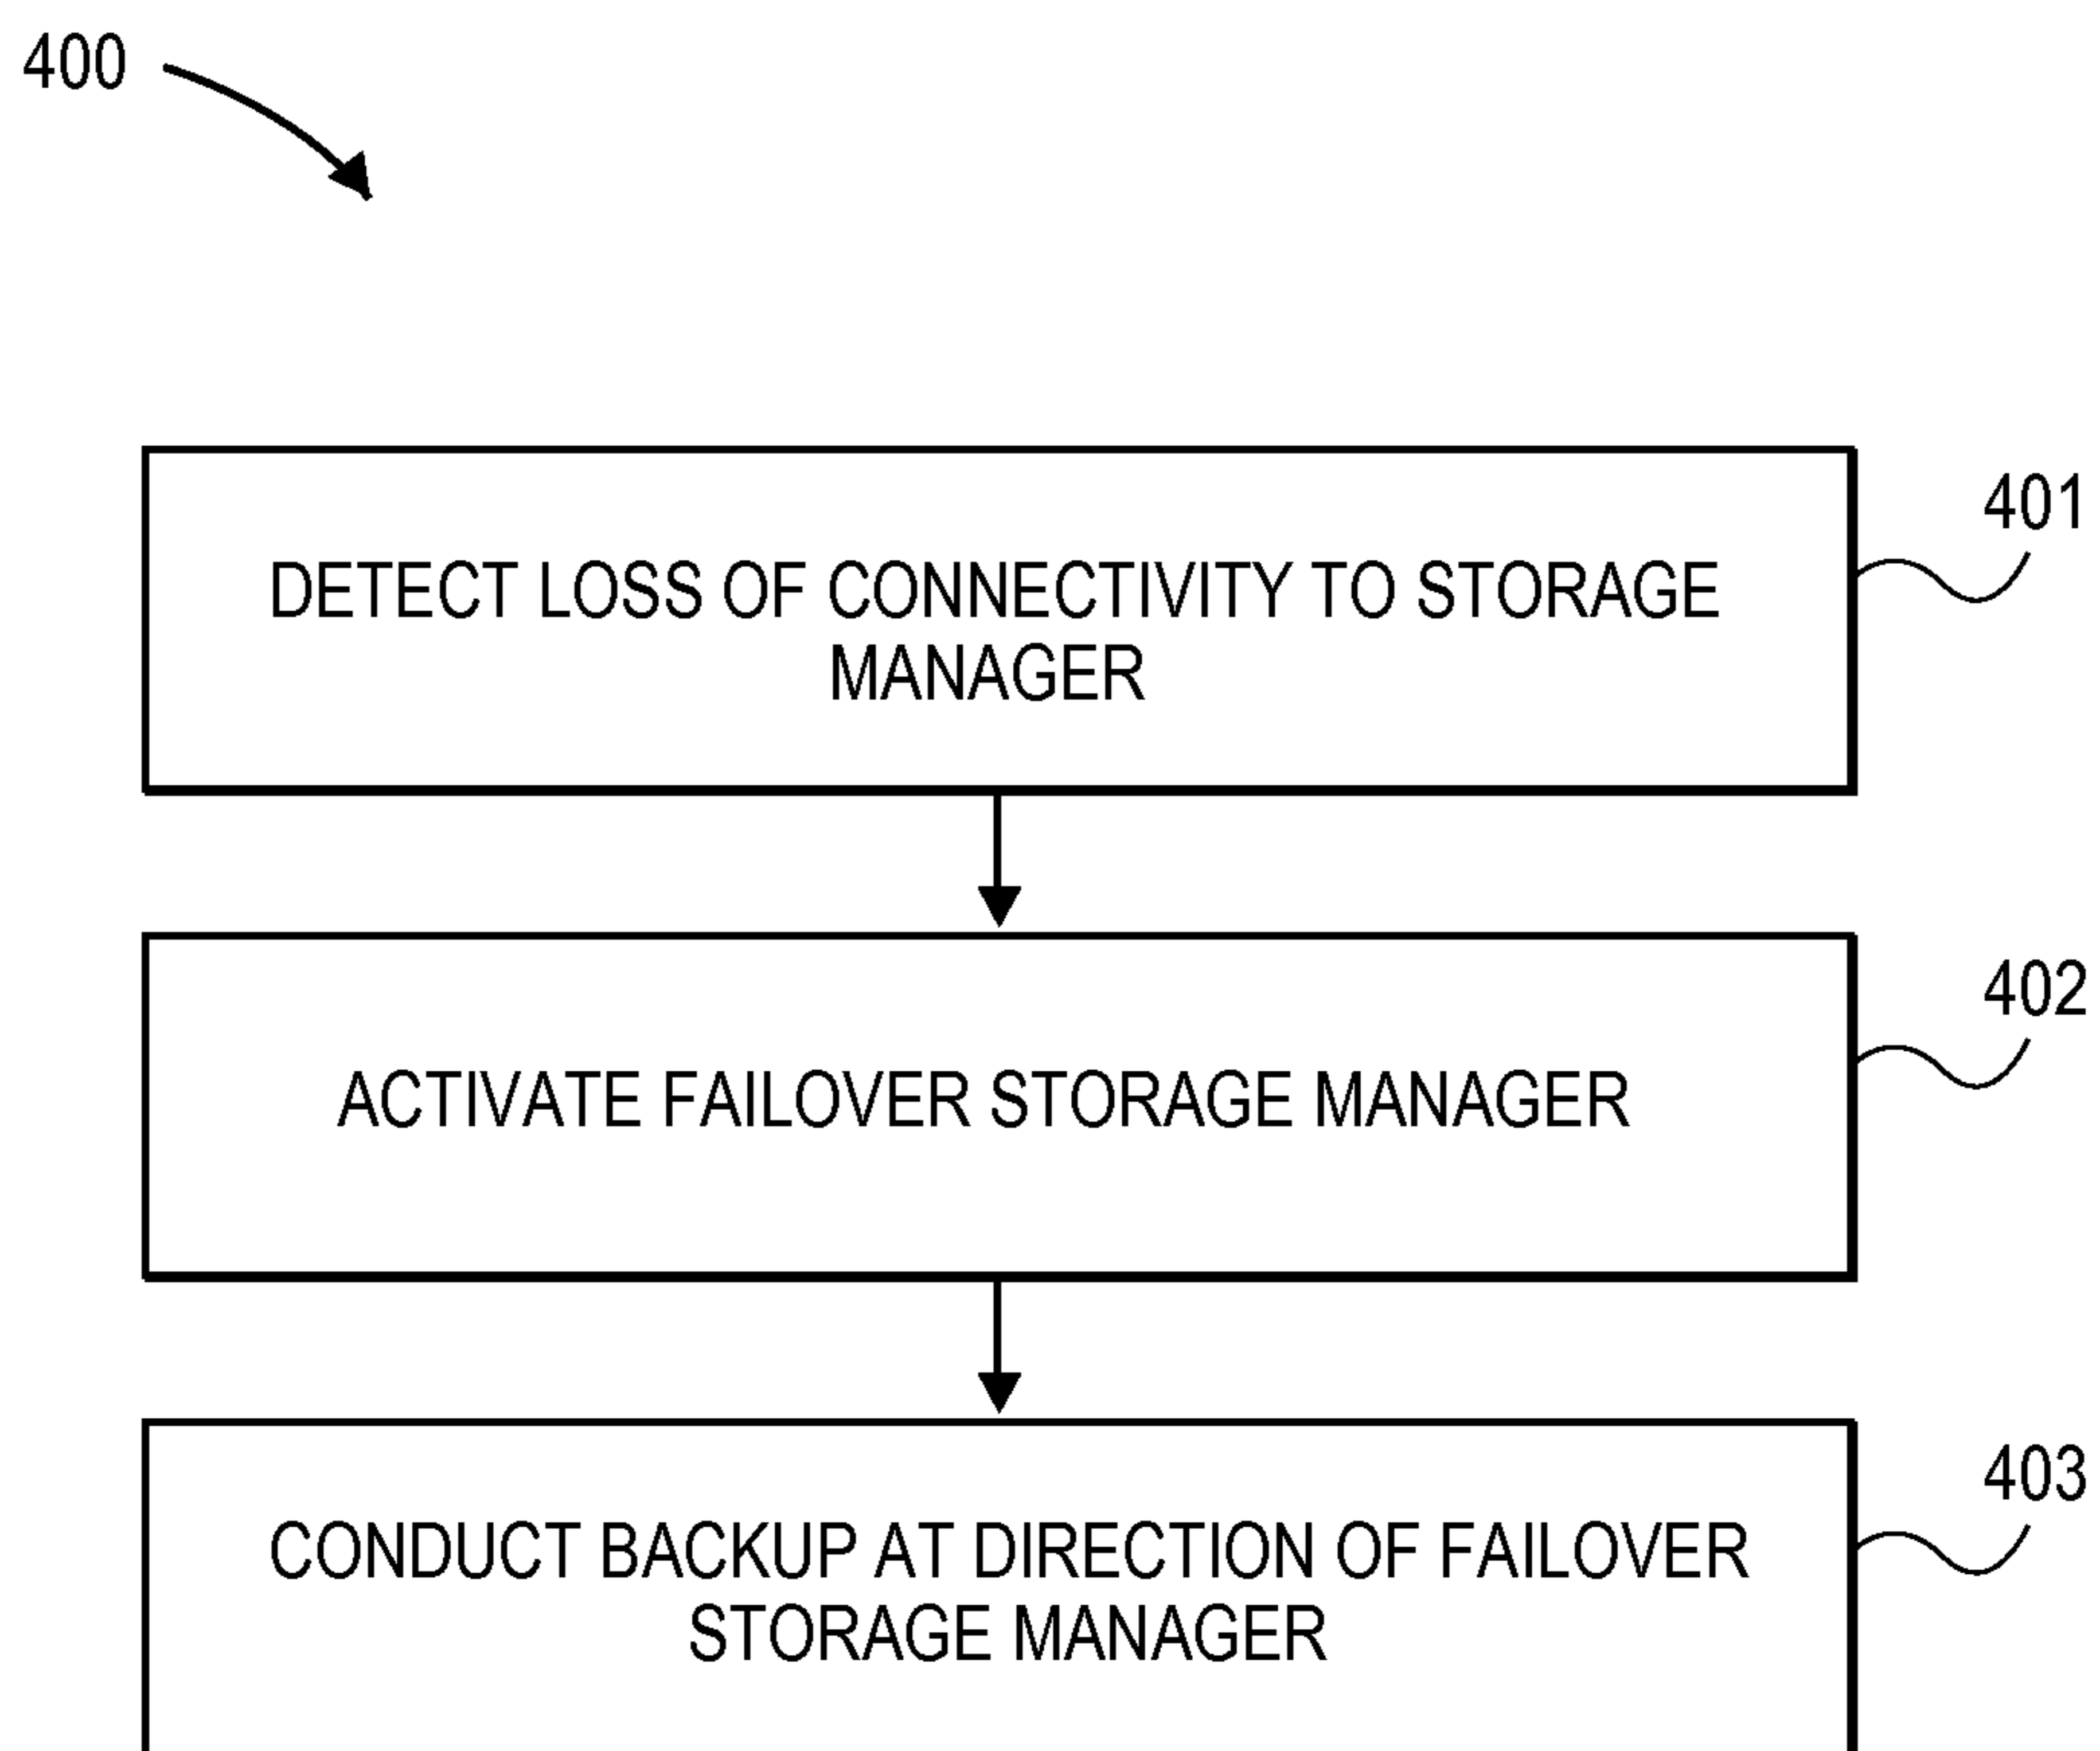 400
401
DETECT LOSS OF CONNECTIVITY TO STORAGE
MANAGER
402
ACTIVATE FAILOVER STORAGE MANAGER
403
CONDUCT BACKUP AT DIRECTION OF FAILOVER
STORAGE MANAGER